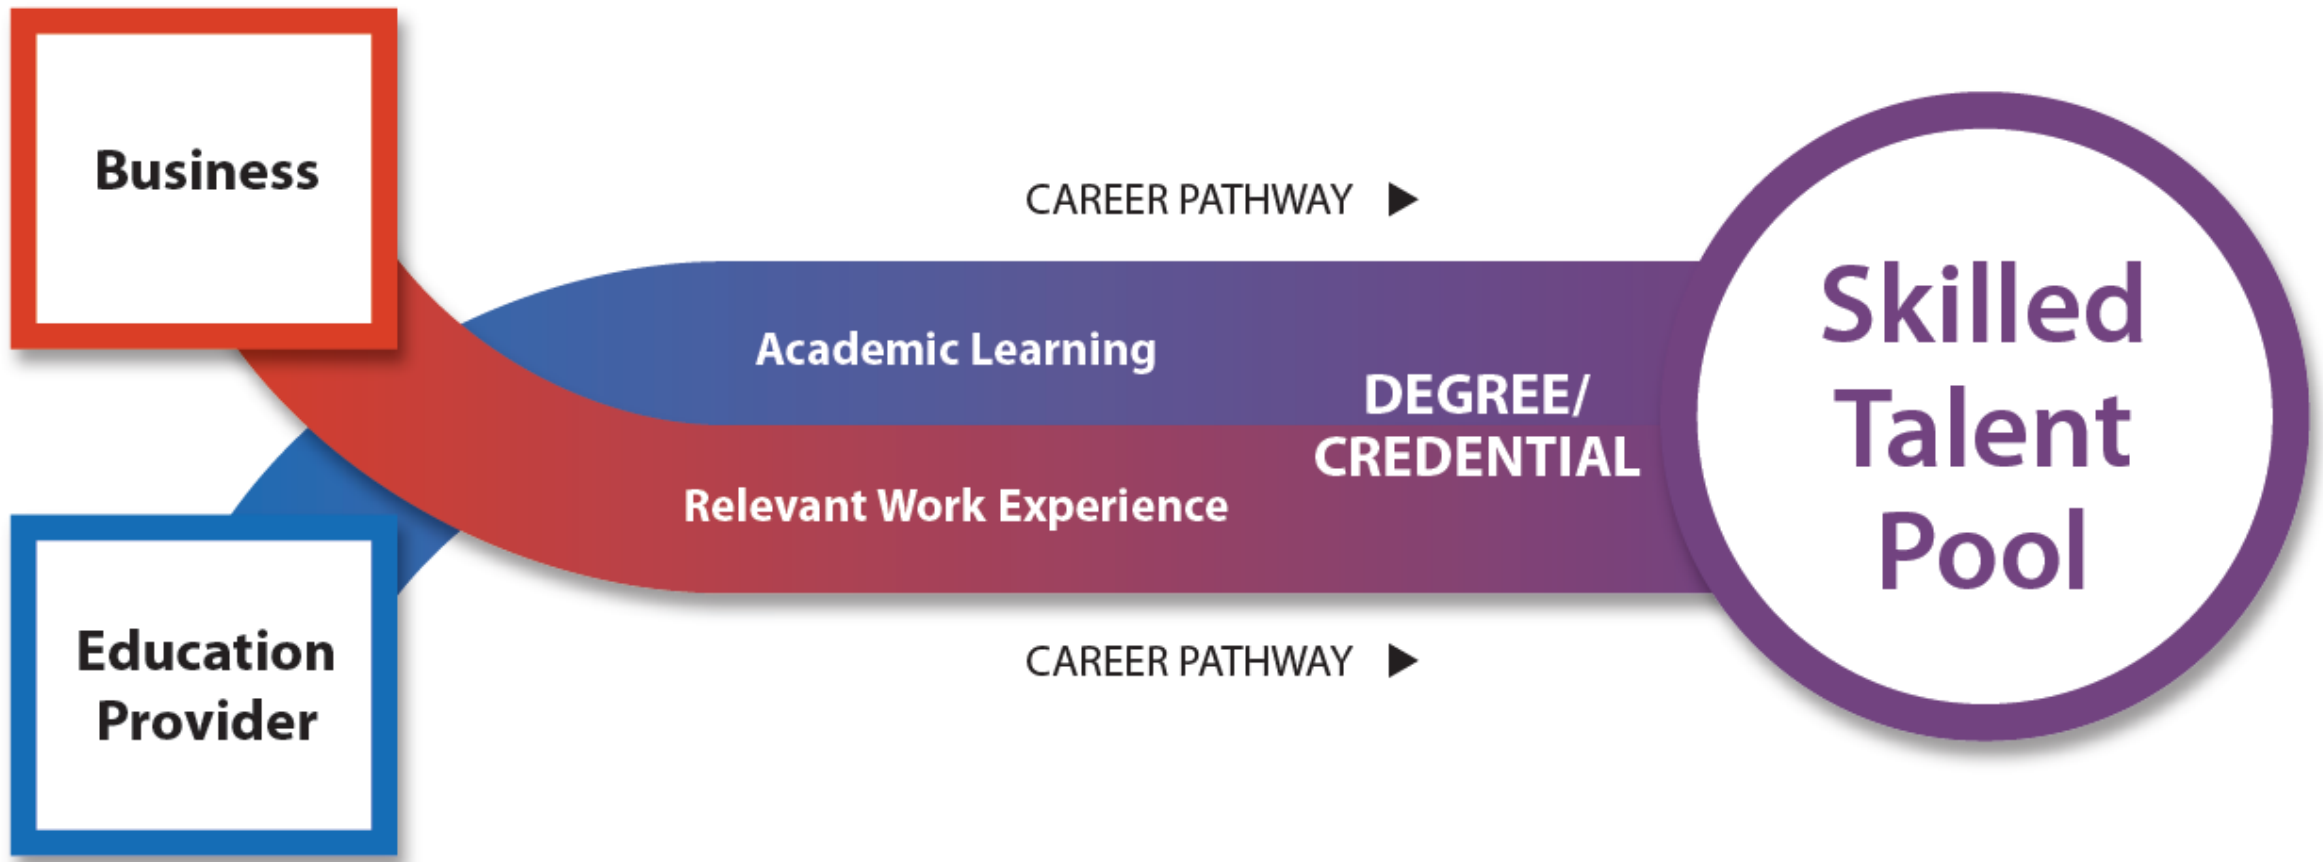 Business
Education
Provider
CAREER PATHWAY
Academic Learning
Relevant Work Experience
DEGREE/
CREDENTIAL
CAREER PATHWAY
Skilled
Talent
Pool